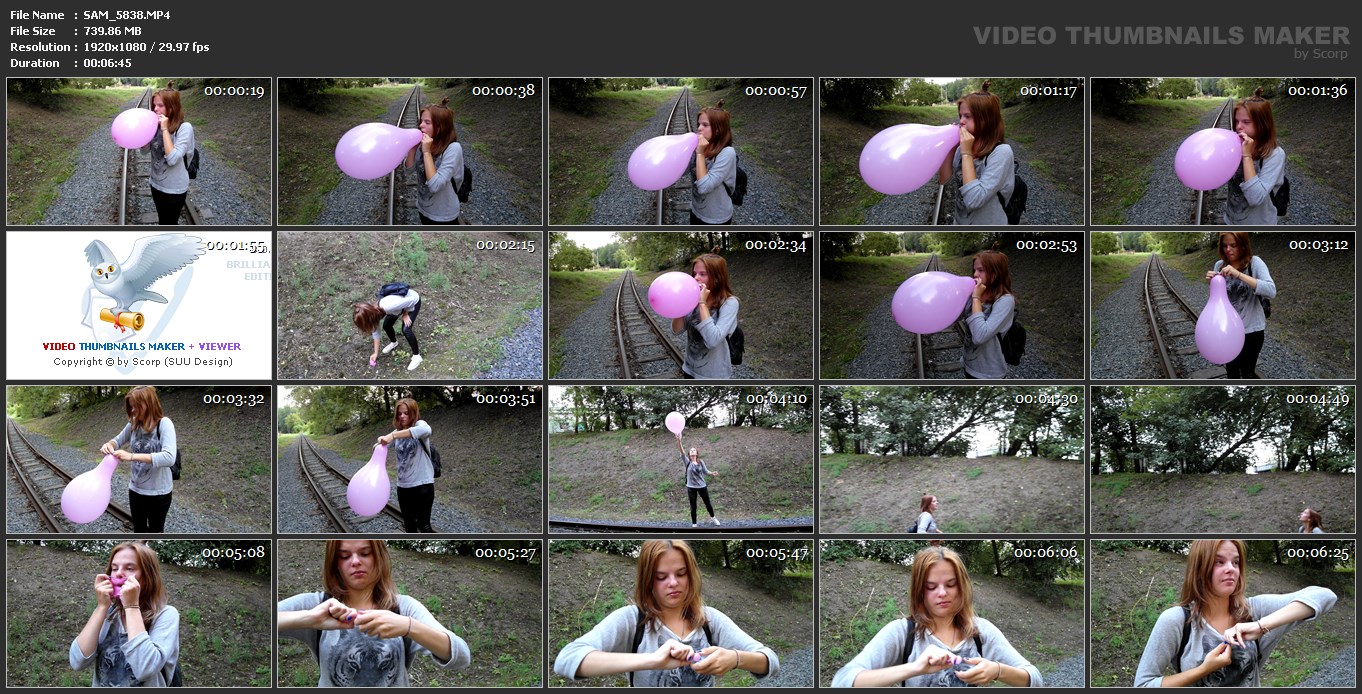 File Name : SAM_5838.MP4
File Size : 739.86 MB
Resolution : 1920x1080 / 29.97 fps
Duration : 00:06:45
VIDEO THUMBNAILS MAKER
by Scorp
00:00:19
00:00:38
00:00:57
00:01:17
00:01:36
00:01:55
BRILLIA
EDIT
VIDEO THUMBNAILS MAKER + VIEWER
Copyright © by Scorp (SUU Design)
00:02:15
00:02:34
00:02:53
00:03:12
00:03:32
00:03:51
00:04:10
00:04:30
00:04:49
00:05:08
00:05:27
00:05:47
00:06:06
00:06:25